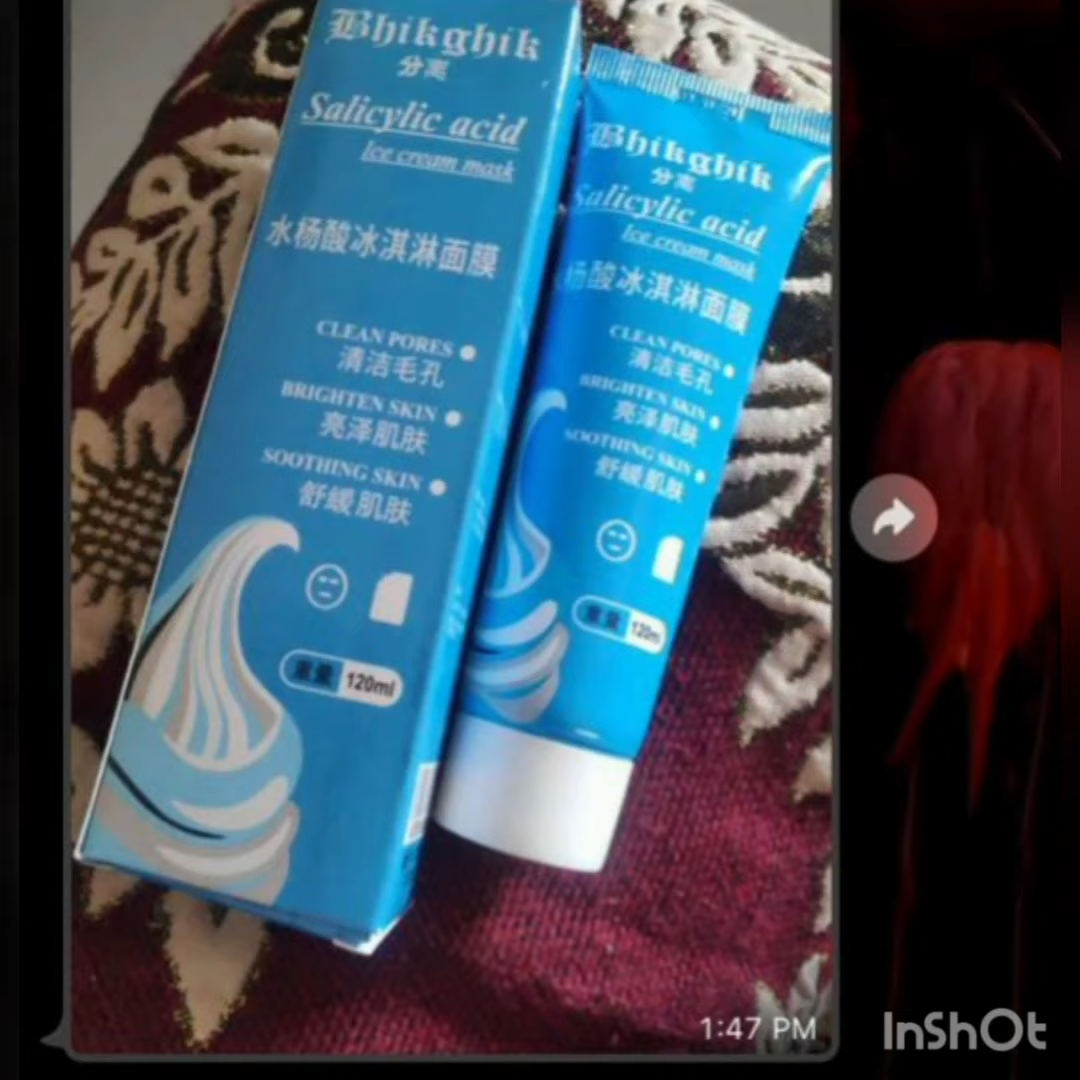 Bhikghik
分离
Salicylic acid
Ice cream mask
水杨酸冰淇淋面膜
CLEAN PORES
清洁毛孔
BRIGHTEN SKIN
亮泽肌肤
SOOTHING SKIN
舒緩肌肤
120ml
Bhikghik
分离
Salicylic acid
Ice cream mask
杨酸冰淇淋面膜
CLEAN PORES
清洁毛孔
BRIGHTEN SKIN
亮泽肌肤
SOOTHING SKIN
舒緩肌肤
120m
1:47 PM
InShOt